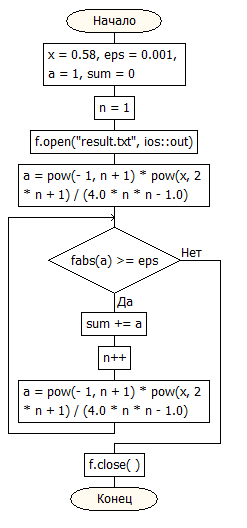 Начало
x = 0.58, eps = 0.001,
a = 1, sum = 0
n = 1
f.open("result.txt", ios::out)
a = pow(- 1, n + 1) * pow(x, 2
* n + 1) / (4.0 * n * n - 1.0)
fabs(a) >= eps
Нет
Да
sum += a
n++
a = pow(- 1, n + 1) * pow(x, 2
* n + 1) / (4.0 * n * n - 1.0)
f.close( )
Конец